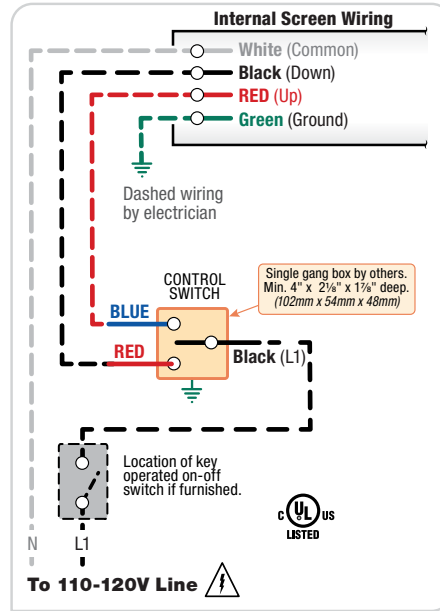 Internal Screen Wiring
White (Common)
Black (Down)
RED (Up)
Green (Ground)
Dashed wiring
by electrician
Single gang box by others.
Min. 4" x 2⅛" x 1⅞" deep.
(102mm x 54mm x 48mm)
CONTROL
SWITCH
BLUE
RED
Black (L1)
Location of key
operated on-off
switch if furnished.
C UL US
LISTED
N L1
To 110-120V Line